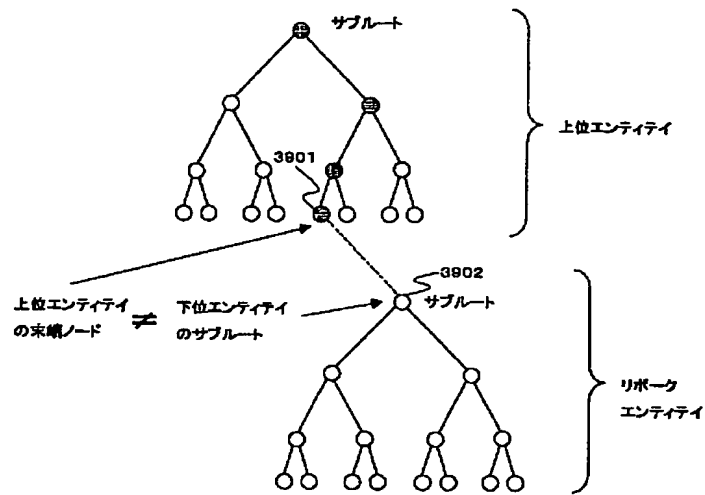 サブルート
上位エンティティ
3901
3902
サブルート
上位エンティティ
の末端ノード
≠
下位エンティティ
のサブルート
リボーク
エンティティ